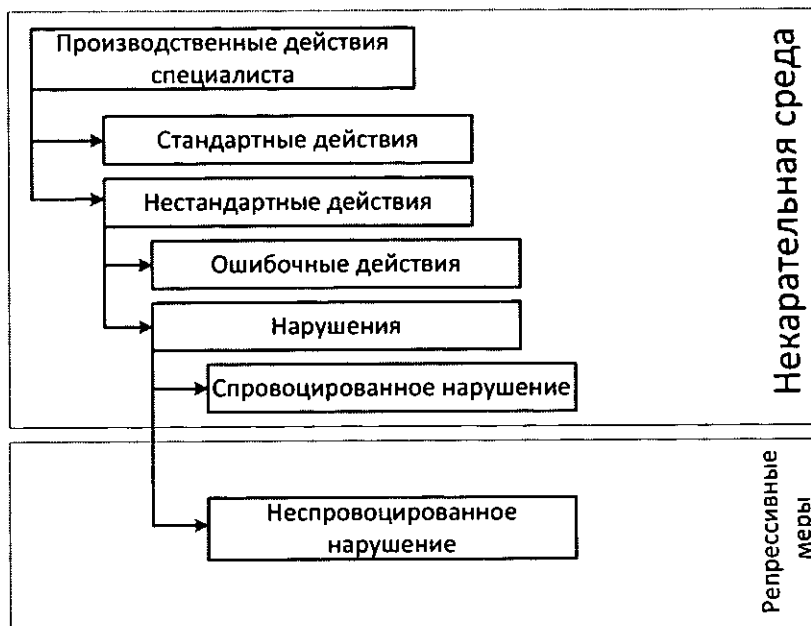 Производственные действия
специалиста
Стандартные действия
Нестандартные действия
Ошибочные действия
Нарушения
Спровоцированное нарушение
Некарательная среда
Неспровоцированное
нарушение
Репрессивные
меры